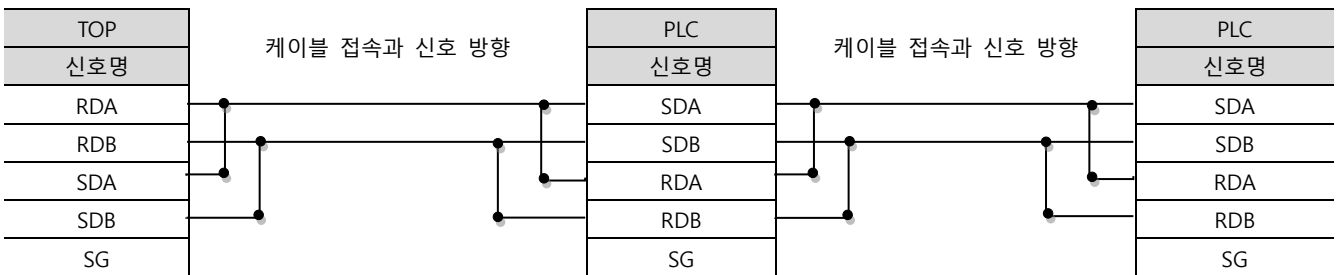 TOP 케이블 접속과 신호 방향 PLC 케이블 접속과 신호 방향 PLC
신호명 신호명 신호명
RDA SDA SDA
RDB SDB SDB
SDA RDA RDA
SDB RDB RDB
SG SG SG